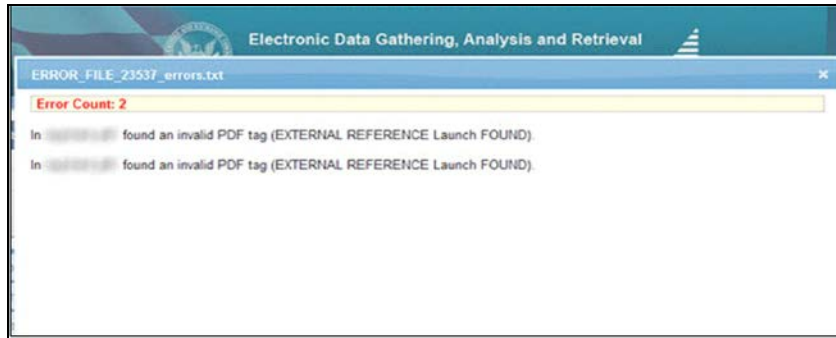 Electronic Data Gathering, Analysis and Retrieval
ERROR_FILE_23537_errors.txt
Error Count: 2
In found an invalid PDF tag (EXTERNAL REFERENCE Launch FOUND).
In found an invalid PDF tag (EXTERNAL REFERENCE Launch FOUND).